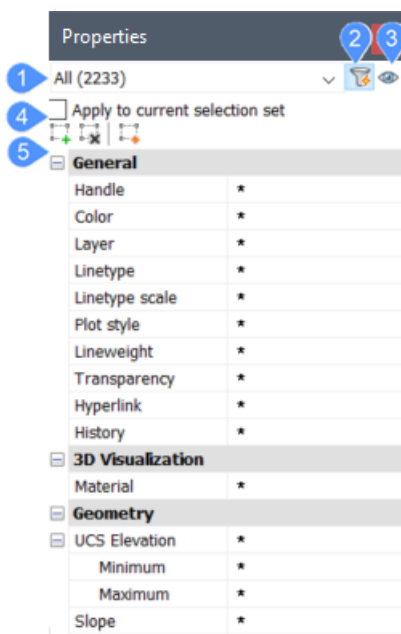 Properties
2 3
1 All (2233)
4 Apply to current selection set
5
General
Handle *
Color *
Layer *
Linetype *
Linetype scale *
Plot style *
Lineweight *
Transparency *
Hyperlink *
History *
3D Visualization
Material *
Geometry
UCS Elevation *
Minimum *
Maximum *
Slope *